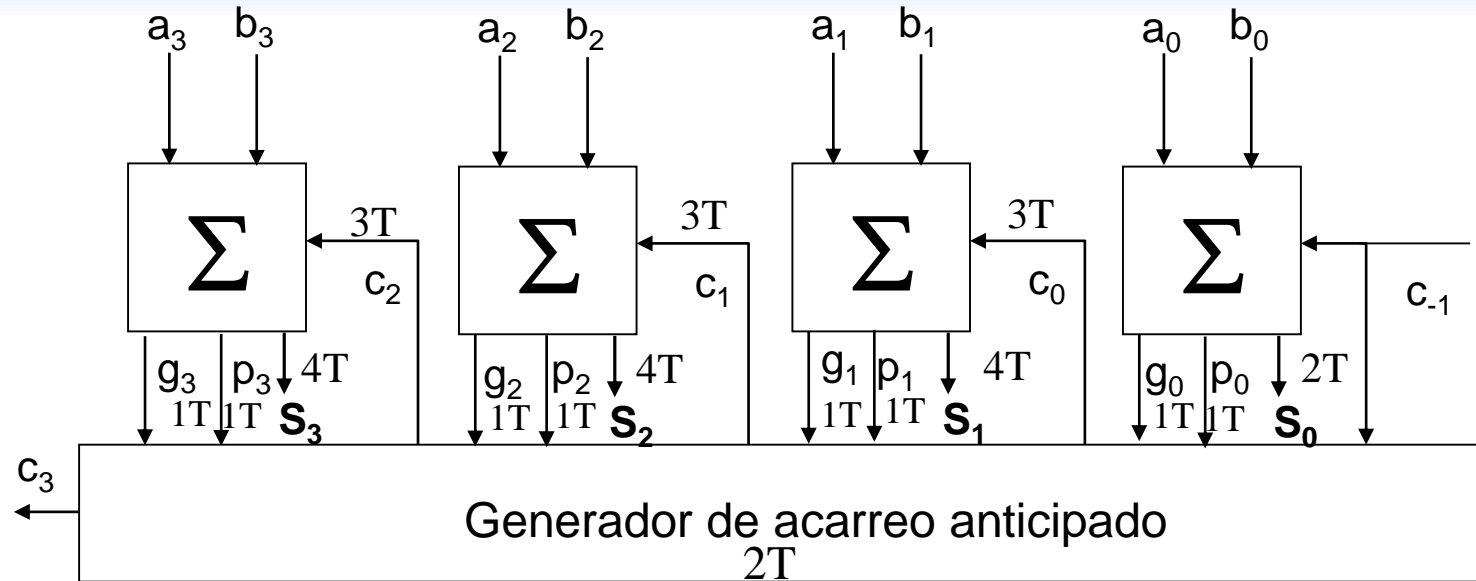 a₃ b₃ a₂ b₂ a₁ b₁ a₀ b₀
Σ 3T Σ 3T Σ 3T Σ
c₂ c₁ c₀ c₋₁
g₃ p₃ 4T g₂ p₂ 4T g₁ p₁ 4T g₀ p₀ 2T
1T 1T S₃ 1T 1T S₂ 1T 1T S₁ 1T 1T S₀
c₃
Generador de acarreo anticipado
2T